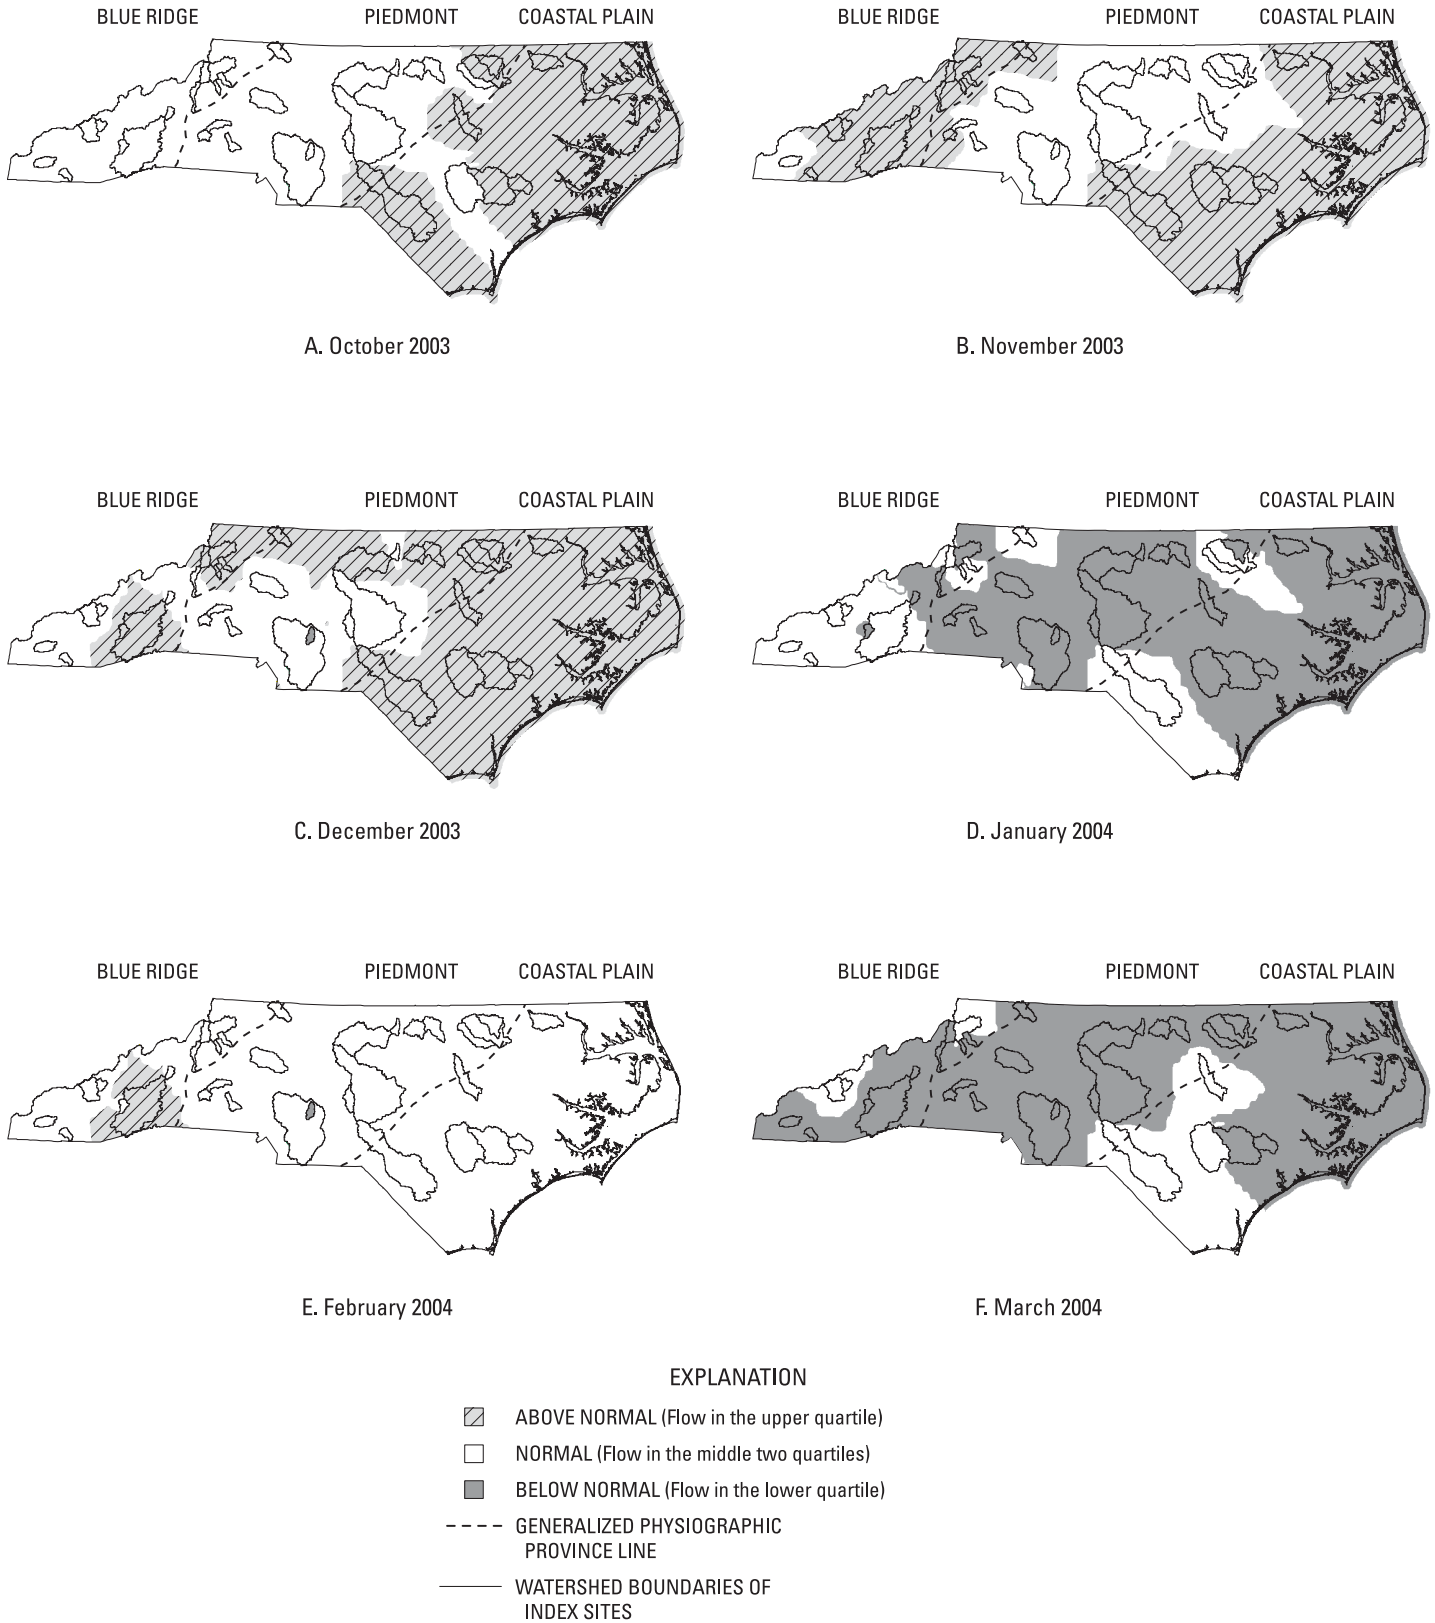 BLUE RIDGE PIEDMONT COASTAL PLAIN
BLUE RIDGE PIEDMONT COASTAL PLAIN
A. October 2003
B. November 2003
BLUE RIDGE PIEDMONT COASTAL PLAIN
BLUE RIDGE PIEDMONT COASTAL PLAIN
C. December 2003
D. January 2004
BLUE RIDGE PIEDMONT COASTAL PLAIN
BLUE RIDGE PIEDMONT COASTAL PLAIN
E. February 2004
F. March 2004
EXPLANATION
ABOVE NORMAL (Flow in the upper quartile)
NORMAL (Flow in the middle two quartiles)
BELOW NORMAL (Flow in the lower quartile)
GENERALIZED PHYSIOGRAPHIC
PROVINCE LINE
WATERSHED BOUNDARIES OF
INDEX SITES